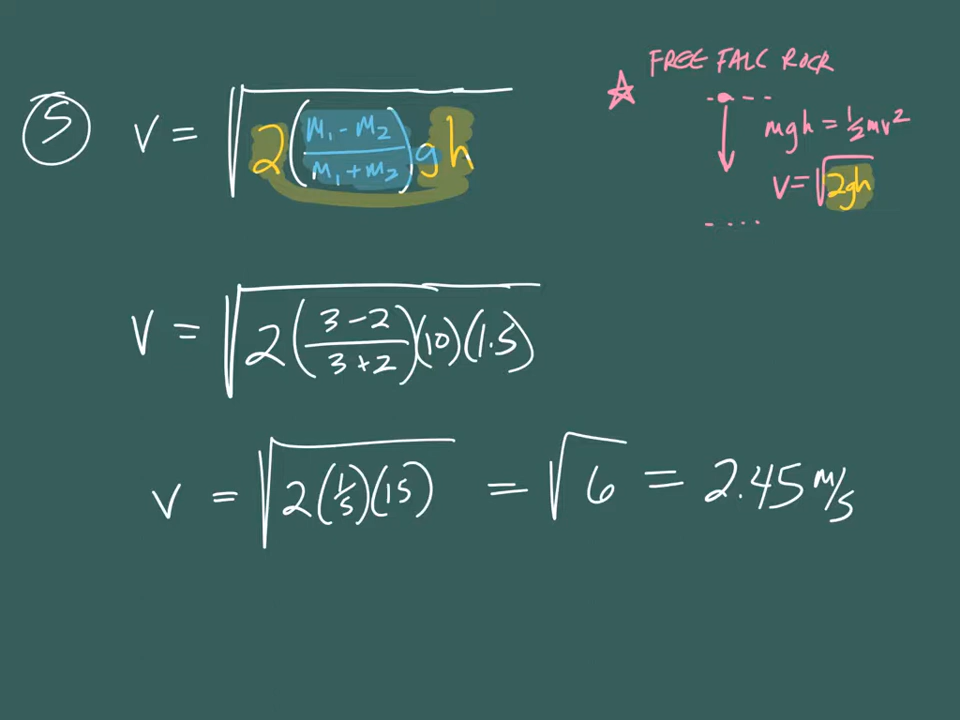 5 v = √(2((M₁ - M₂)/(M₁ + M₂))gh)
☆ FREE FALL ROCK
mgh = ½mv²
v = √(2gh)
v = √(2((3 - 2)/(3 + 2))(10)(1.5))
v = √(2(1/5)(15)) = √6 = 2.45 m/s